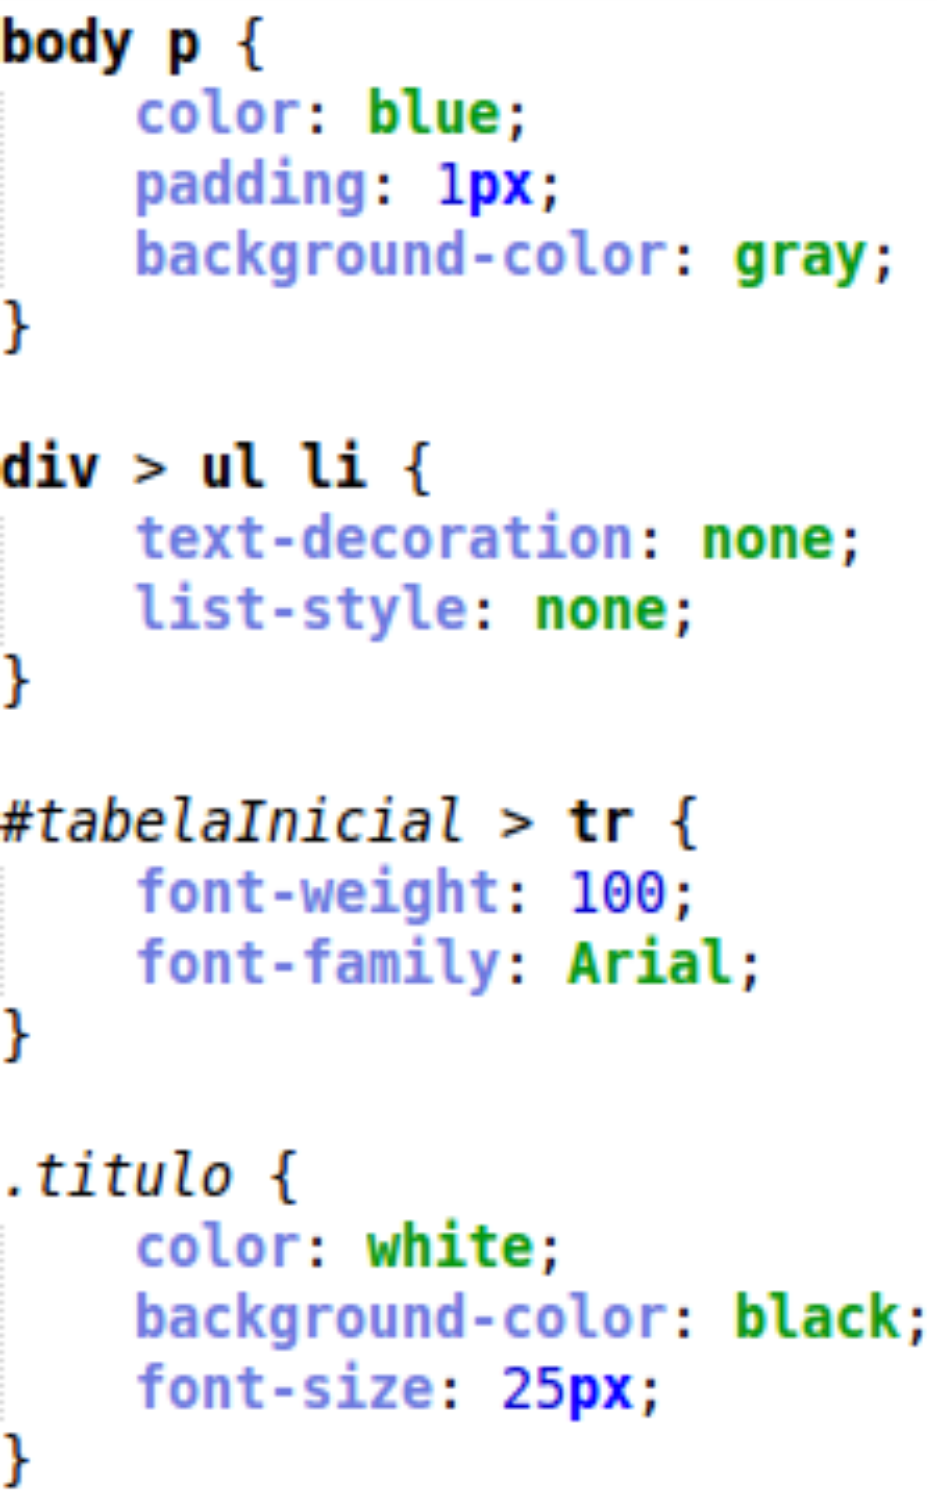 body p {
    color: blue;
    padding: 1px;
    background-color: gray;
}

div > ul li {
    text-decoration: none;
    list-style: none;
}

#tabelaInicial > tr {
    font-weight: 100;
    font-family: Arial;
}

.titulo {
    color: white;
    background-color: black;
    font-size: 25px;
}